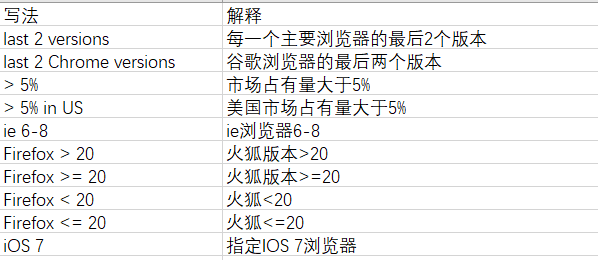 写法 解释
last 2 versions 每一个主要浏览器的最后2个版本
last 2 Chrome versions 谷歌浏览器的最后两个版本
> 5% 市场占有量大于5%
> 5% in US 美国市场占有量大于5%
ie 6-8 ie浏览器6-8
Firefox > 20 火狐版本>20
Firefox >= 20 火狐版本>=20
Firefox < 20 火狐<20
Firefox <= 20 火狐<=20
iOS 7 指定IOS 7浏览器